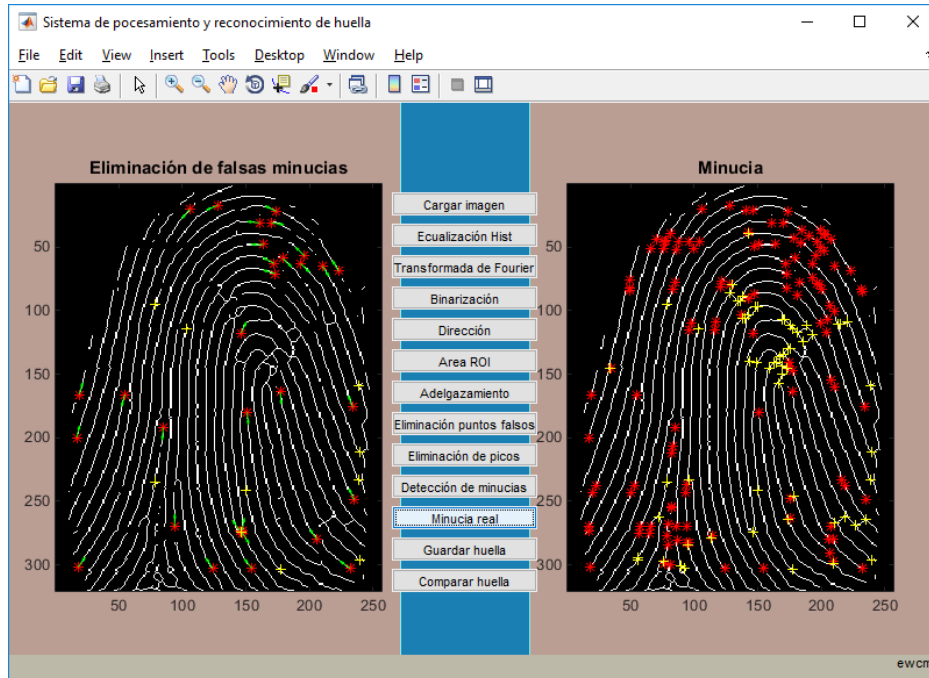 Sistema de pocesamiento y reconocimiento de huella
File Edit View Insert Tools Desktop Window Help
Eliminación de falsas minucias
50
100
150
200
250
300
50 100 150 200 250
Cargar imagen
Ecualización Hist
Transformada de Fourier
Binarización
Dirección
Area ROI
Adelgazamiento
Eliminación puntos falsos
Eliminación de picos
Detección de minucias
Minucia real
Guardar huella
Comparar huella
Minucia
50
100
150
200
250
300
50 100 150 200 250
ewcm